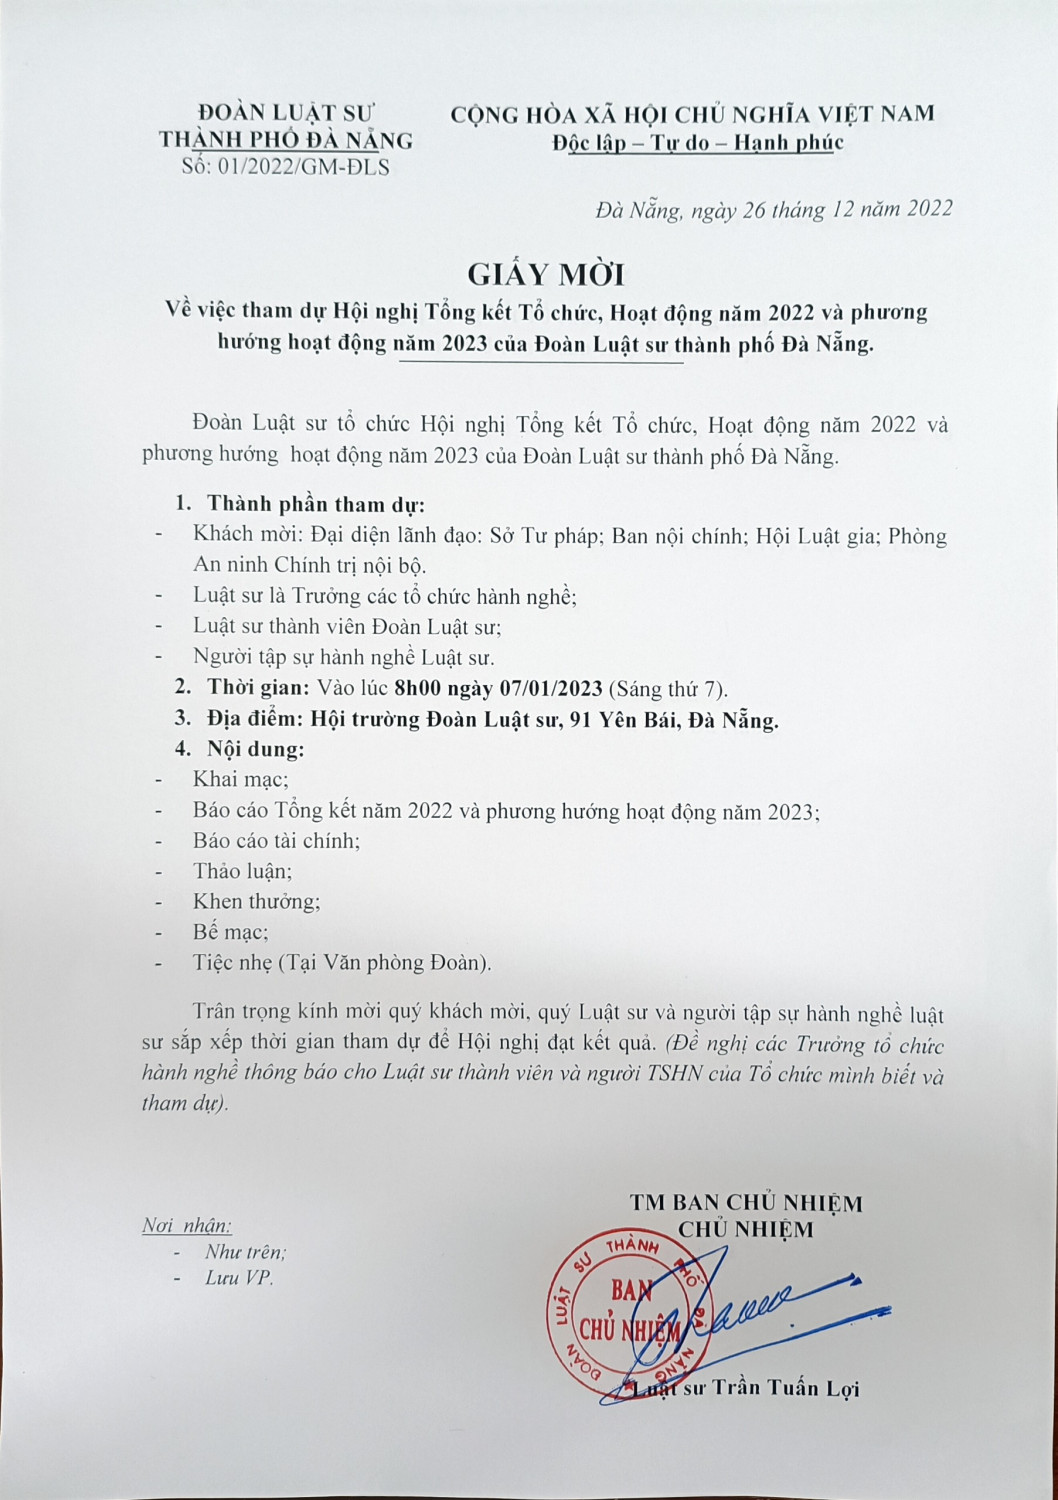 ĐOÀN LUẬT SƯ
THÀNH PHỐ ĐÀ NẴNG
Số: 01/2022/GM-ĐLS
CỘNG HÒA XÃ HỘI CHỦ NGHĨA VIỆT NAM
Độc lập – Tự do – Hạnh phúc
Đà Nẵng, ngày 26 tháng 12 năm 2022
GIẤY MỜI
Về việc tham dự Hội nghị Tổng kết Tổ chức, Hoạt động năm 2022 và phương
hướng hoạt động năm 2023 của Đoàn Luật sư thành phố Đà Nẵng.
Đoàn Luật sư tổ chức Hội nghị Tổng kết Tổ chức, Hoạt động năm 2022 và
phương hướng hoạt động năm 2023 của Đoàn Luật sư thành phố Đà Nẵng.
1. Thành phần tham dự:
- Khách mời: Đại diện lãnh đạo: Sở Tư pháp; Ban nội chính; Hội Luật gia; Phòng
An ninh Chính trị nội bộ.
- Luật sư là Trưởng các tổ chức hành nghề;
- Luật sư thành viên Đoàn Luật sư;
- Người tập sự hành nghề Luật sư.
2. Thời gian: Vào lúc 8h00 ngày 07/01/2023 (Sáng thứ 7).
3. Địa điểm: Hội trường Đoàn Luật sư, 91 Yên Bái, Đà Nẵng.
4. Nội dung:
- Khai mạc;
- Báo cáo Tổng kết năm 2022 và phương hướng hoạt động năm 2023;
- Báo cáo tài chính;
- Thảo luận;
- Khen thưởng;
- Bế mạc;
- Tiệc nhẹ (Tại Văn phòng Đoàn).
Trân trọng kính mời quý khách mời, quý Luật sư và người tập sự hành nghề luật
sư sắp xếp thời gian tham dự để Hội nghị đạt kết quả. (Đề nghị các Trưởng tổ chức
hành nghề thông báo cho Luật sư thành viên và người TSHN của Tổ chức mình biết và
tham dự).
Nơi nhận:
- Như trên;
- Lưu VP.
TM BAN CHỦ NHIỆM
CHỦ NHIỆM
ĐOÀN LUẬT SƯ THÀNH PHỐ ĐÀ NẴNG
BAN
CHỦ NHIỆM
Luật sư Trần Tuấn Lợi